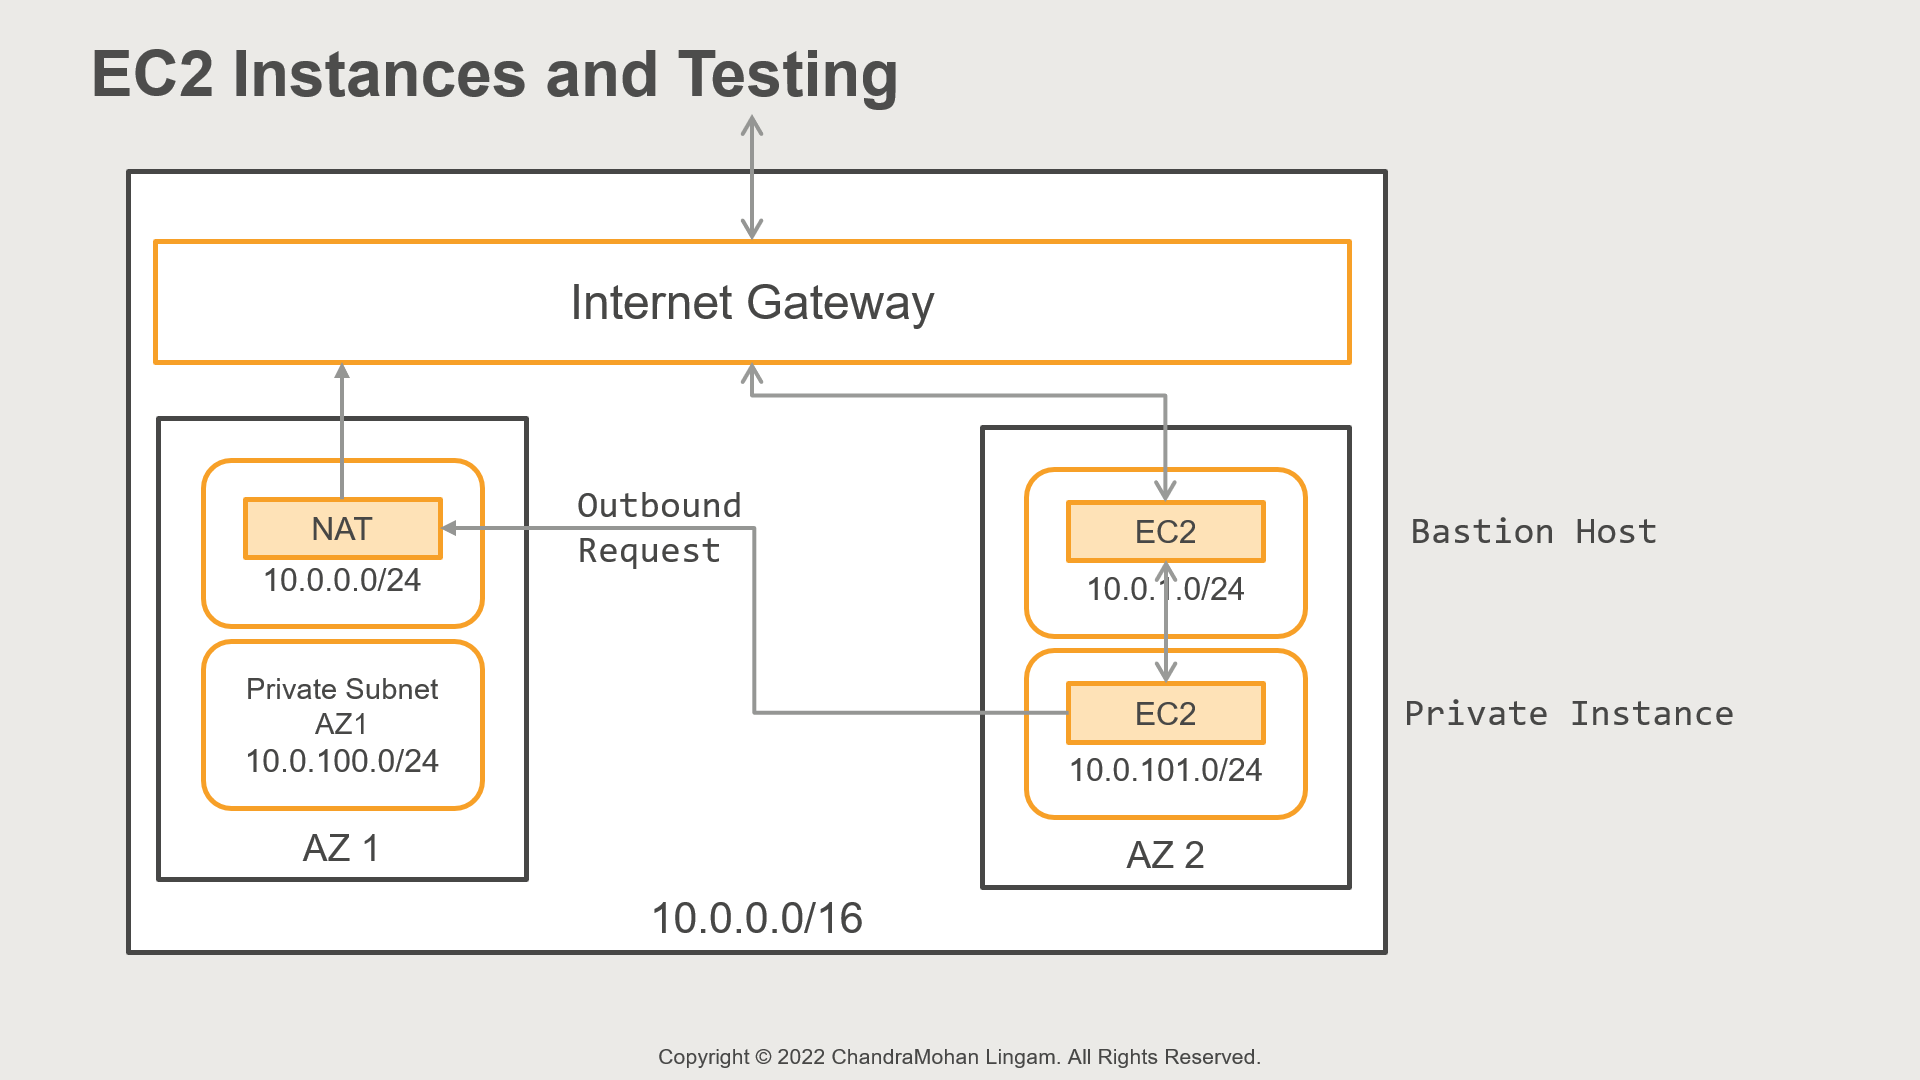 EC2 Instances and Testing
Internet Gateway
NAT
10.0.0.0/24
Private Subnet
AZ1
10.0.100.0/24
AZ 1
Outbound
Request
EC2
10.0.1.0/24
EC2
10.0.101.0/24
AZ 2
Bastion Host
Private Instance
10.0.0.0/16
Copyright © 2022 ChandraMohan Lingam. All Rights Reserved.